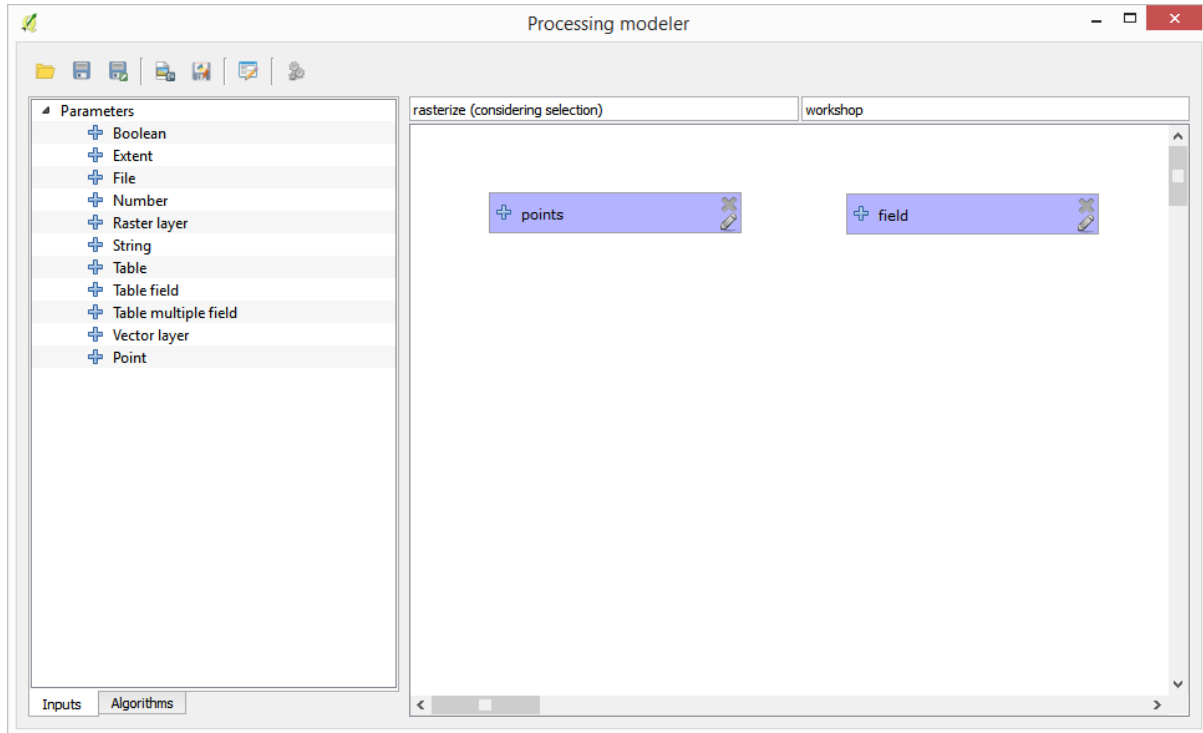 Processing modeler
Parameters
Boolean
Extent
File
Number
Raster layer
String
Table
Table field
Table multiple field
Vector layer
Point
Inputs
Algorithms
rasterize (considering selection)
workshop
points
field